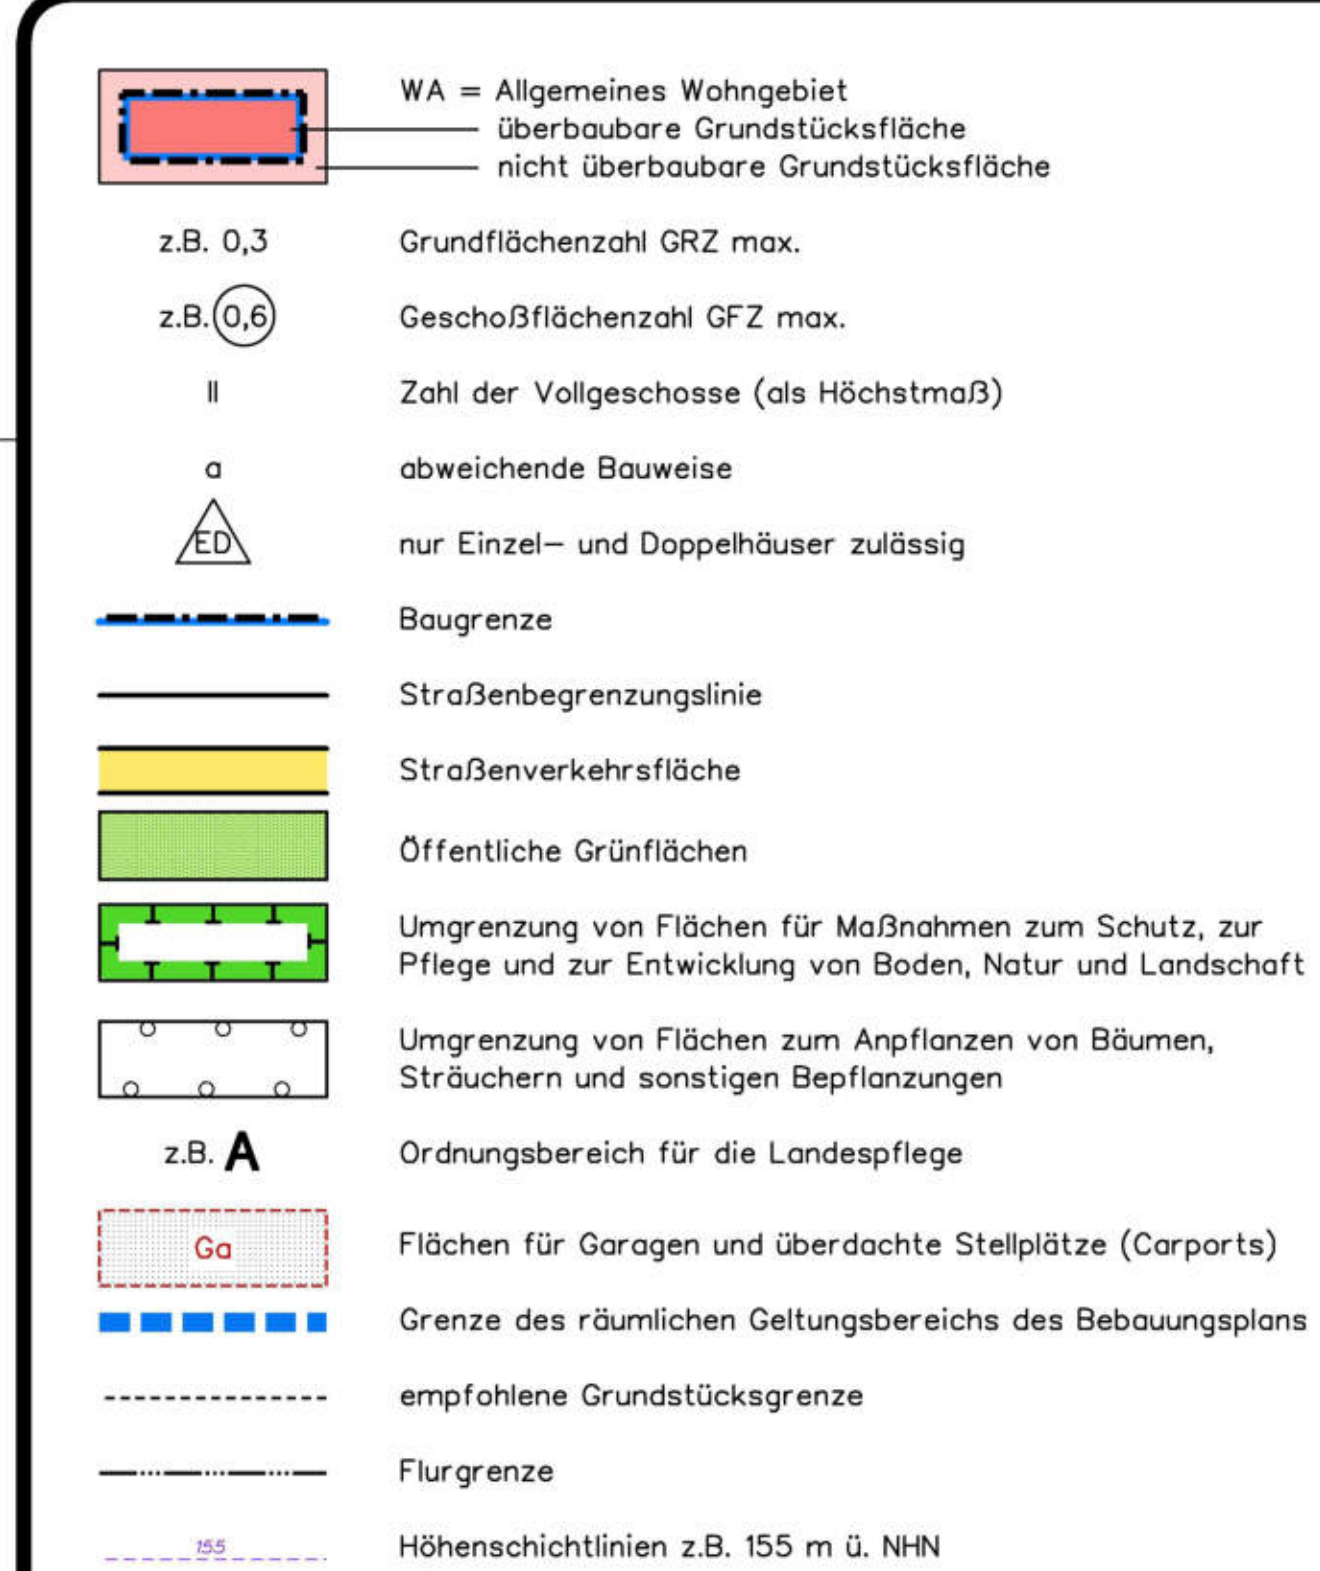 WA = Allgemeines Wohngebiet
überbaubare Grundstücksfläche
nicht überbaubare Grundstücksfläche
z.B. 0,3 Grundflächenzahl GRZ max.
z.B. 0,6 Geschoßflächenzahl GFZ max.
II Zahl der Vollgeschosse (als Höchstmaß)
a abweichende Bauweise
ED nur Einzel– und Doppelhäuser zulässig
Baugrenze
Straßenbegrenzungslinie
Straßenverkehrsfläche
Öffentliche Grünflächen
Umgrenzung von Flächen für Maßnahmen zum Schutz, zur
Pflege und zur Entwicklung von Boden, Natur und Landschaft
Umgrenzung von Flächen zum Anpflanzen von Bäumen,
Sträuchern und sonstigen Bepflanzungen
z.B. A Ordnungsbereich für die Landespflege
Ga Flächen für Garagen und überdachte Stellplätze (Carports)
Grenze des räumlichen Geltungsbereichs des Bebauungsplans
empfohlene Grundstücksgrenze
Flurgrenze
155 Höhenschichtlinien z.B. 155 m ü. NHN